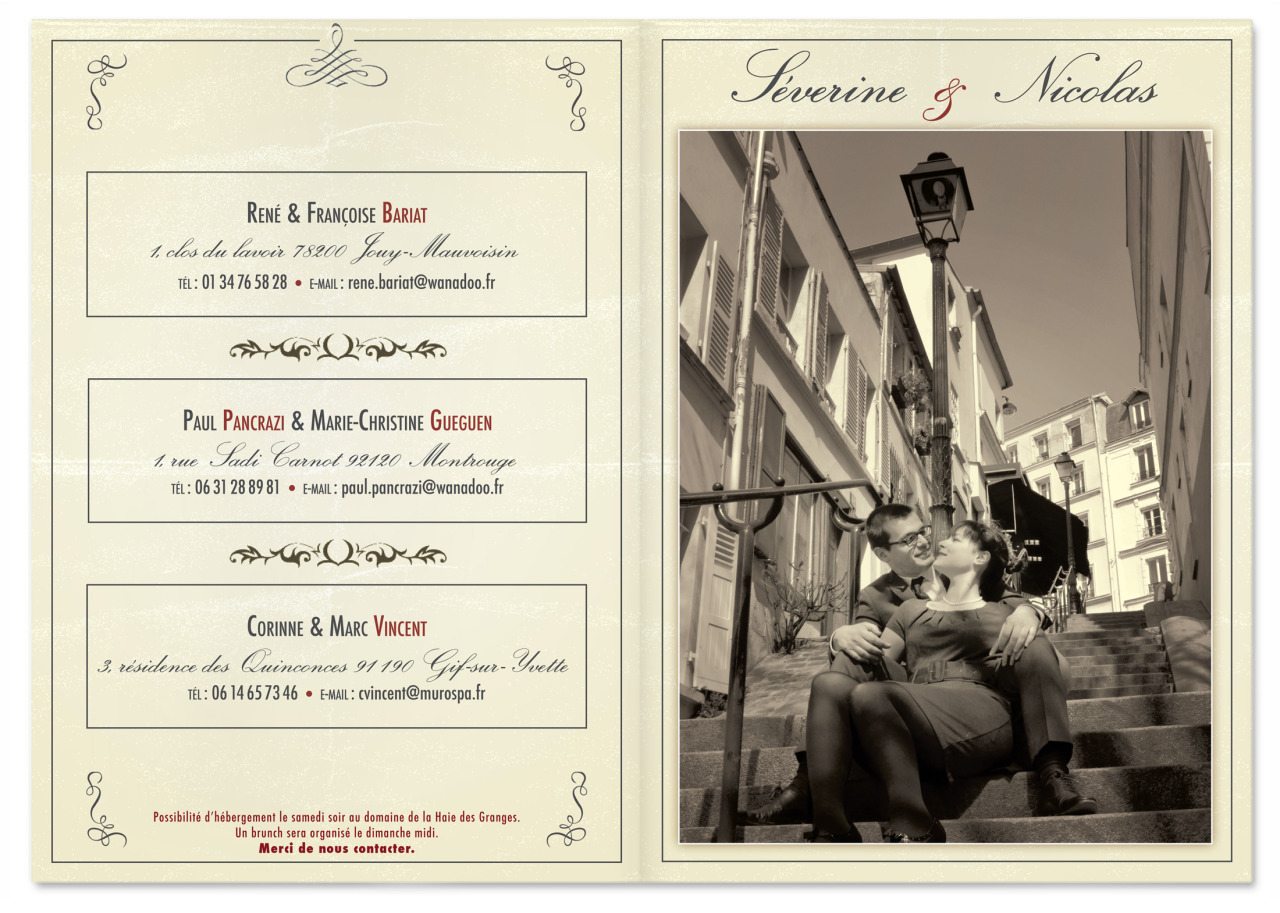 René & Françoise Bariat
1, clos du lavoir 78200 Jouy-Mauvoisin
Tél : 01 34 76 58 28 • E-mail : rene.bariat@wanadoo.fr
Paul Pancrazi & Marie-Christine Gueguen
1, rue Sadi Carnot 92120 Montrouge
Tél : 06 31 28 89 81 • E-mail : paul.pancrazi@wanadoo.fr
Corinne & Marc Vincent
3, résidence des Quinconces 91 190 Gif-sur-Yvette
Tél : 06 14 65 73 46 • E-mail : cvincent@murospa.fr
Possibilité d'hébergement le samedi soir au domaine de la Haie des Granges.
Un brunch sera organisé le dimanche midi.
Merci de nous contacter.
Séverine & Nicolas